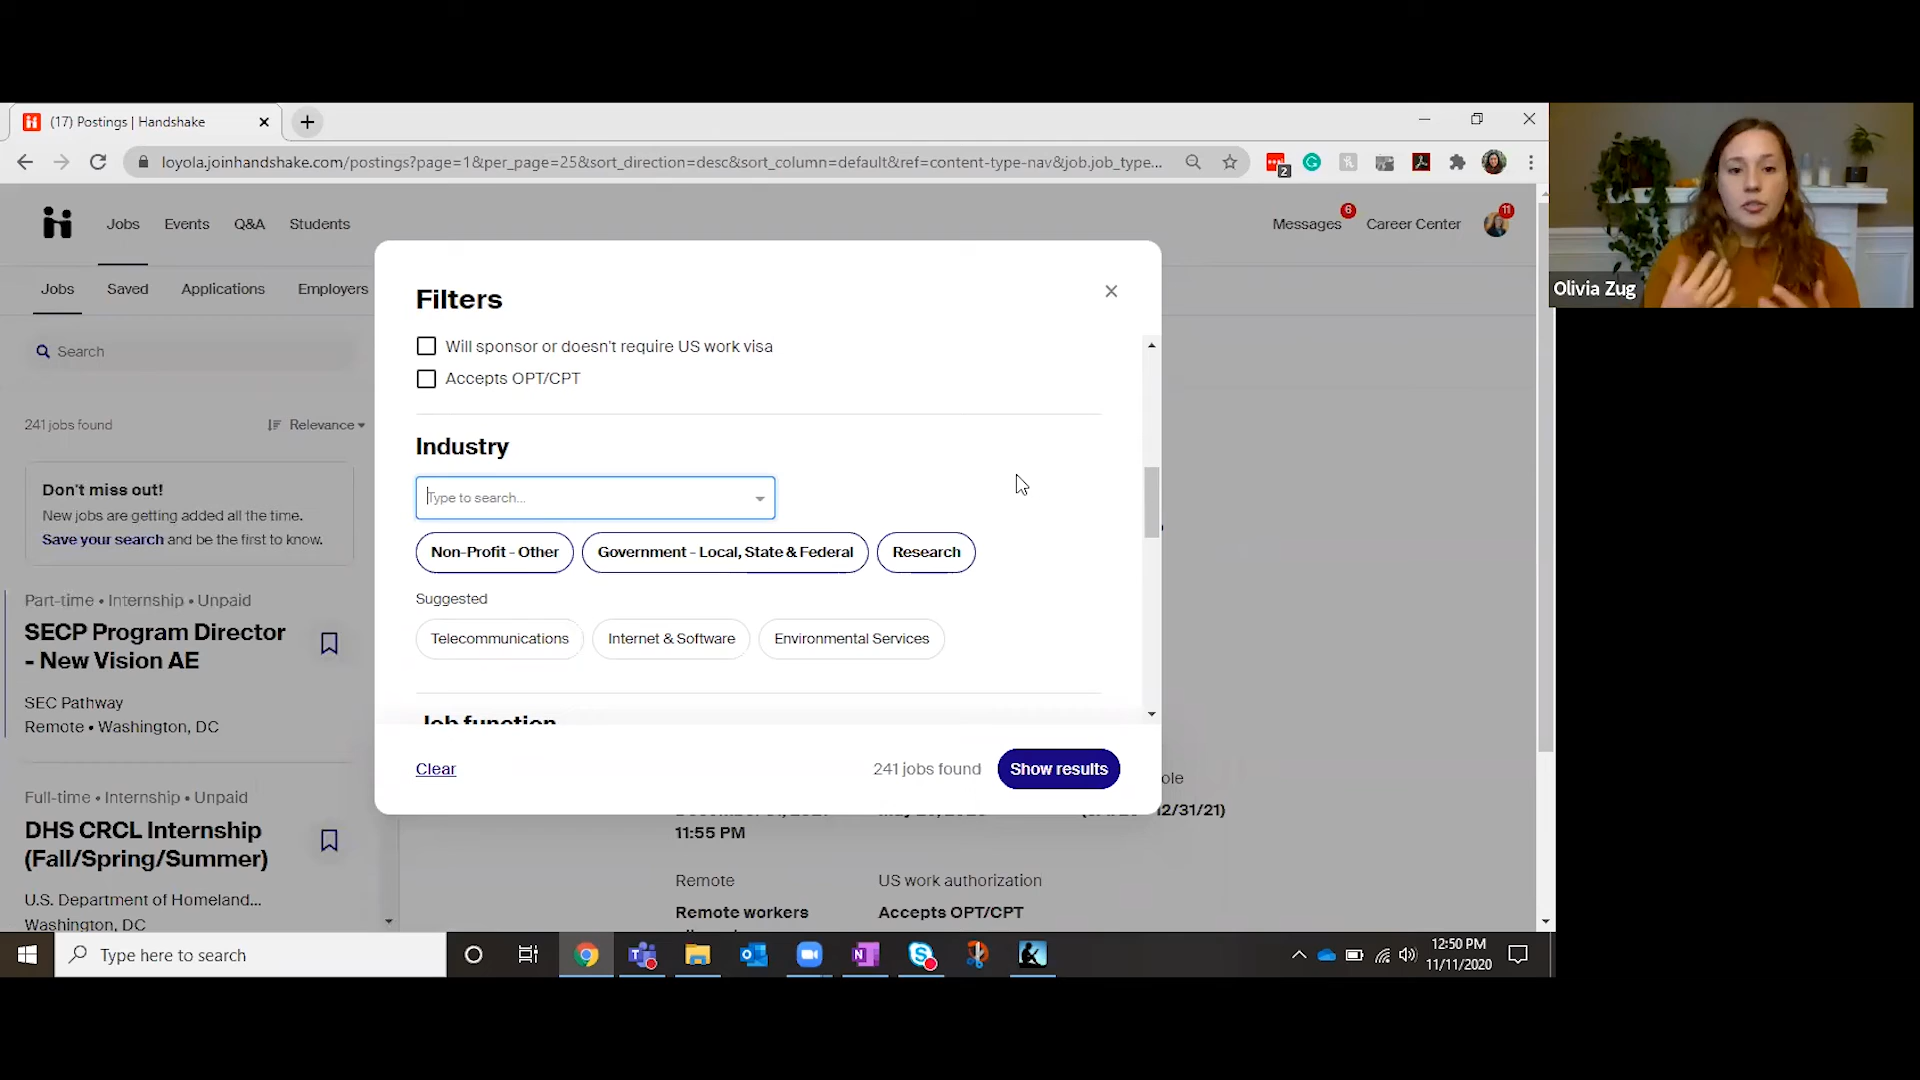 (17) Postings | Handshake
loyola.joinhandshake.com/postings?page=1&per_page=25&sort_direction=desc&sort_column=default&ref=content-type-nav&job.job_type...
2
Jobs
Events
Q&A
Students
Messages
6
Career Center
11
Olivia Zug
Jobs
Saved
Applications
Employers
Search
241 jobs found
Relevance
Don't miss out!
New jobs are getting added all the time.
Save your search and be the first to know.
Part-time • Internship • Unpaid
SECP Program Director
- New Vision AE
SEC Pathway
Remote • Washington, DC
Full-time • Internship • Unpaid
DHS CRCL Internship
(Fall/Spring/Summer)
U.S. Department of Homeland...
Washington, DC
Filters
Will sponsor or doesn't require US work visa
Accepts OPT/CPT
Industry
Type to search...
Non-Profit - Other
Government - Local, State & Federal
Research
Suggested
Telecommunications
Internet & Software
Environmental Services
Job function
Clear
241 jobs found
Show results
11:55 PM
12/31/21)
Remote
US work authorization
Remote workers
Accepts OPT/CPT
Type here to search
12:50 PM
11/11/2020